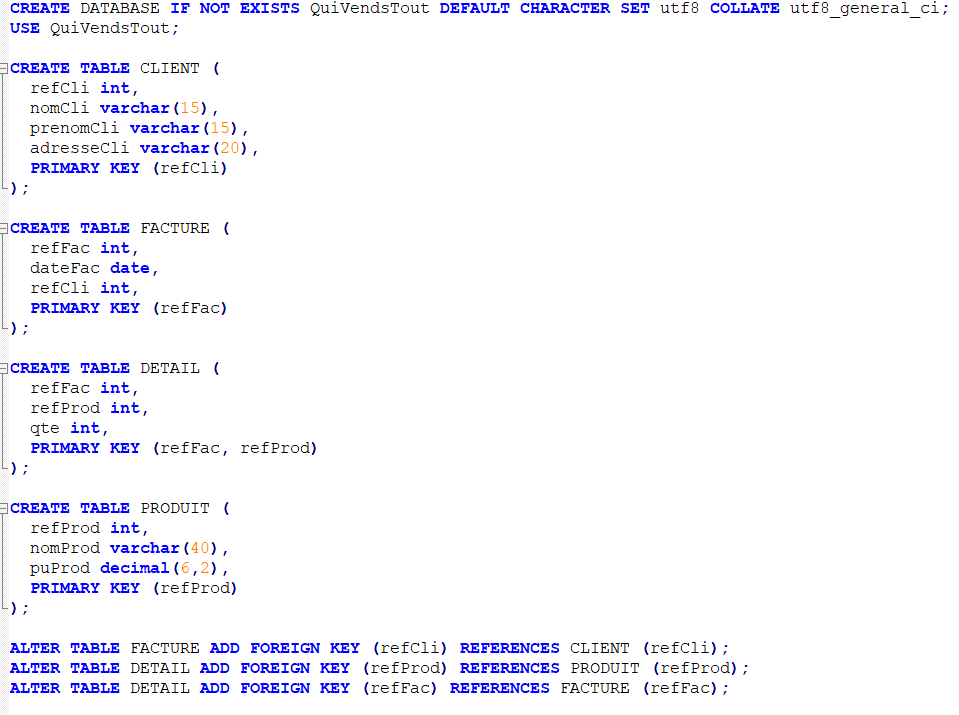 CREATE DATABASE IF NOT EXISTS QuiVendsTout DEFAULT CHARACTER SET utf8 COLLATE utf8_general_ci;
USE QuiVendsTout;
CREATE TABLE CLIENT (
refCli int,
nomCli varchar(15),
prenomCli varchar(15),
adresseCli varchar(20),
PRIMARY KEY (refCli)
);
CREATE TABLE FACTURE (
refFac int,
dateFac date,
refCli int,
PRIMARY KEY (refFac)
);
CREATE TABLE DETAIL (
refFac int,
refProd int,
qte int,
PRIMARY KEY (refFac, refProd)
);
CREATE TABLE PRODUIT (
refProd int,
nomProd varchar(40),
puProd decimal(6,2),
PRIMARY KEY (refProd)
);
ALTER TABLE FACTURE ADD FOREIGN KEY (refCli) REFERENCES CLIENT (refCli);
ALTER TABLE DETAIL ADD FOREIGN KEY (refProd) REFERENCES PRODUIT (refProd);
ALTER TABLE DETAIL ADD FOREIGN KEY (refFac) REFERENCES FACTURE (refFac);